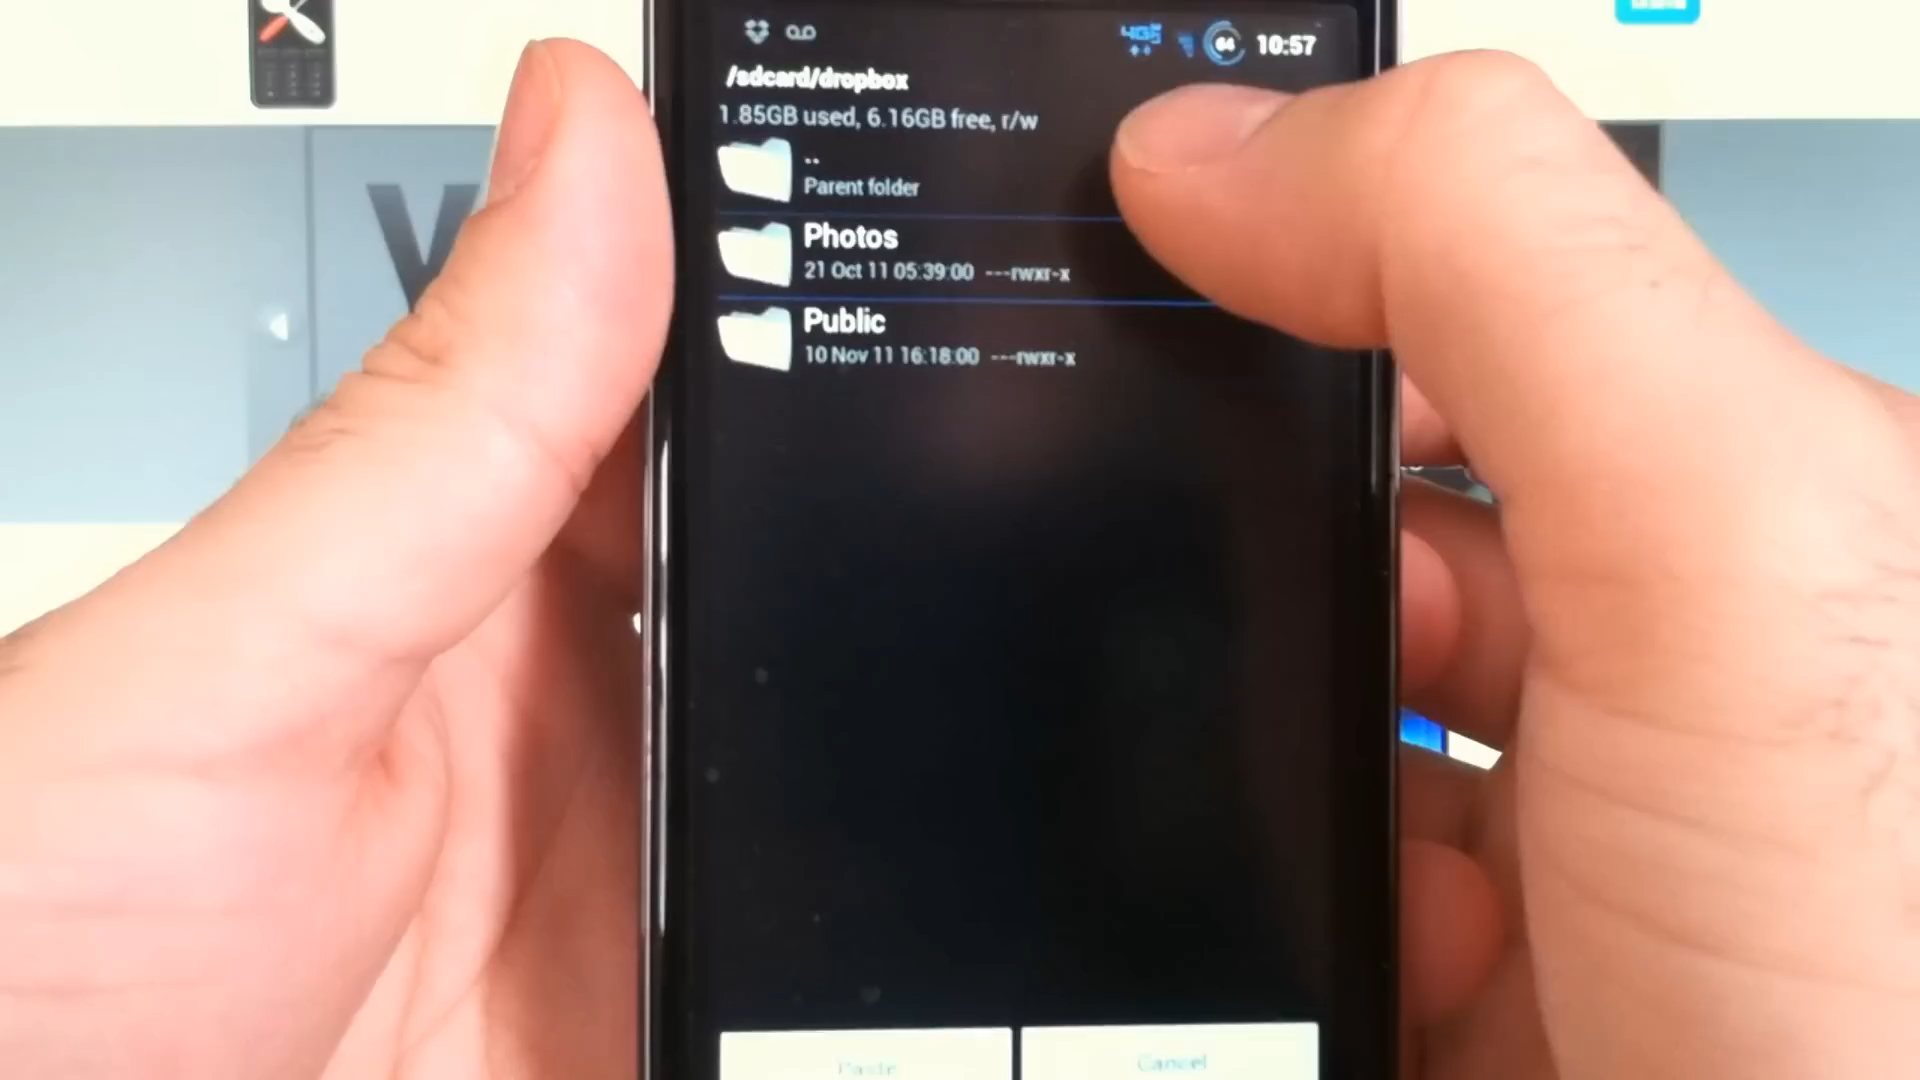 10:57
/sdcard/dropbox
1.85GB used, 6.16GB free, r/w
..
Parent folder
Photos
21 Oct 11 05:39:00 ---rwxr-x
Public
10 Nov 11 16:18:00 ---rwxr-x
Paste
Cancel